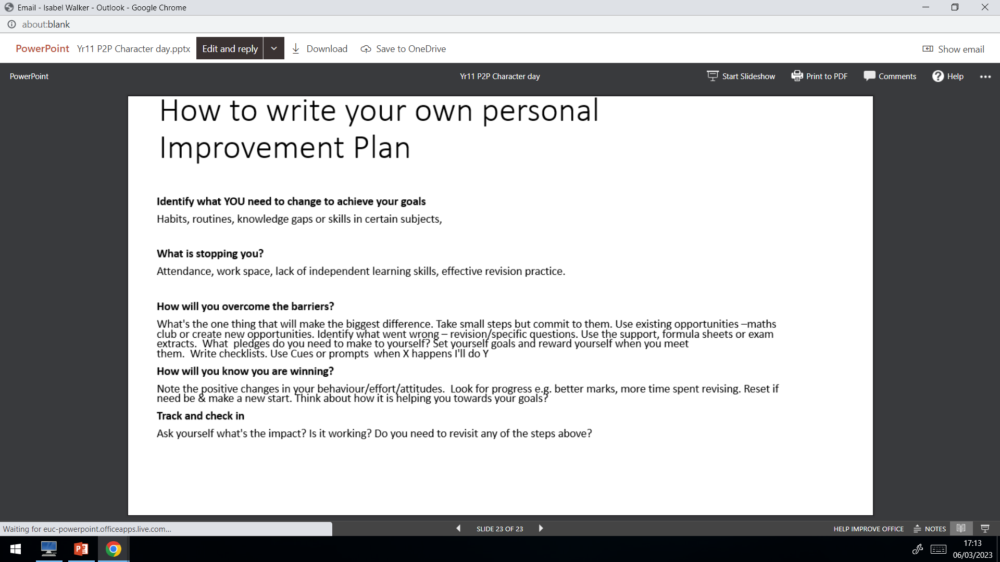 Email - Isabel Walker - Outlook - Google Chrome
about:blank
PowerPoint Yr11 P2P Character day.pptx Edit and reply Download Save to OneDrive Show email
PowerPoint Yr11 P2P Character day Start Slideshow Print to PDF Comments Help
How to write your own personal
Improvement Plan
Identify what YOU need to change to achieve your goals
Habits, routines, knowledge gaps or skills in certain subjects,
What is stopping you?
Attendance, work space, lack of independent learning skills, effective revision practice.
How will you overcome the barriers?
What's the one thing that will make the biggest difference. Take small steps but commit to them. Use existing opportunities –maths
club or create new opportunities. Identify what went wrong – revision/specific questions. Use the support, formula sheets or exam
extracts.  What  pledges do you need to make to yourself? Set yourself goals and reward yourself when you meet
them.  Write checklists. Use Cues or prompts  when X happens I'll do Y
How will you know you are winning?
Note the positive changes in your behaviour/effort/attitudes.  Look for progress e.g. better marks, more time spent revising. Reset if
need be & make a new start. Think about how it is helping you towards your goals?
Track and check in
Ask yourself what's the impact? Is it working? Do you need to revisit any of the steps above?
Waiting for euc-powerpoint.officeapps.live.com... SLIDE 23 OF 23 HELP IMPROVE OFFICE NOTES
17:13
06/03/2023